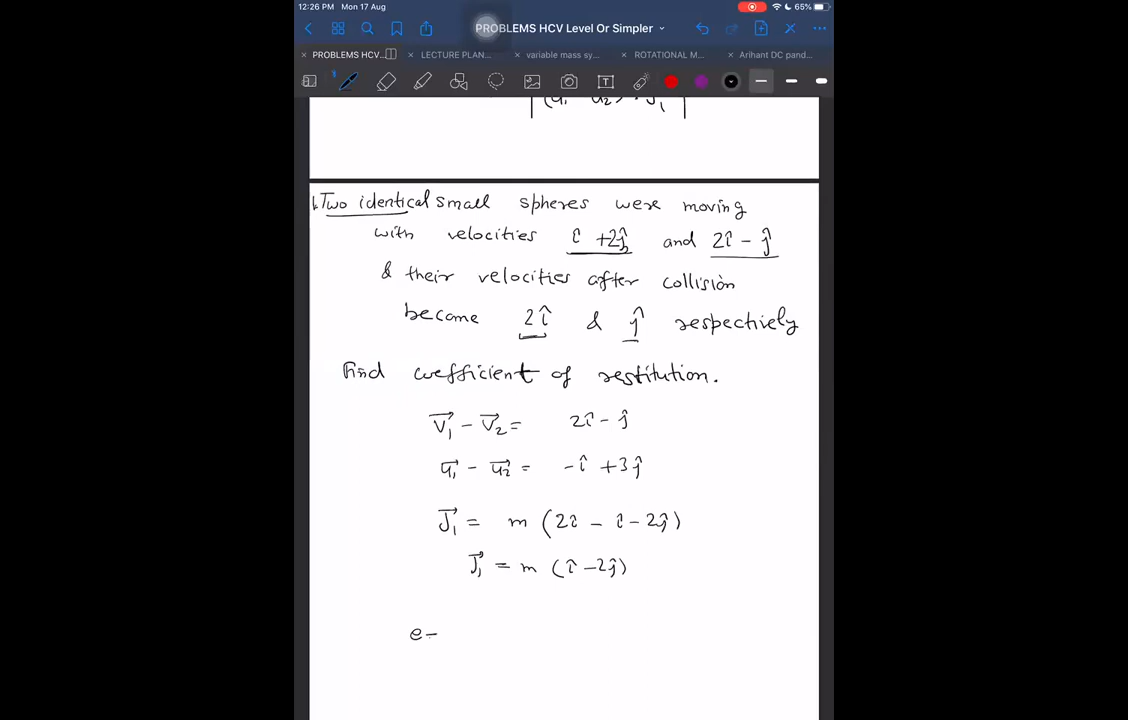 12:26 PM Mon 17 Aug
65%
PROBLEMS HCV Level Or Simpler
PROBLEMS HCV...
LECTURE PLAN...
variable mass sy...
ROTATIONAL M...
Arihant DC pand...
Two identical small spheres were moving
with velocities î + 2ĵ and 2î - ĵ
& their velocities after collision
become 2î & ĵ respectively
Find coefficient of restitution.
v⃗₁ - v⃗₂ = 2î - ĵ
u⃗₁ - u⃗₂ = -î + 3ĵ
J⃗₁ = m (2î - î - 2ĵ)
J⃗₁ = m (î - 2ĵ)
e -